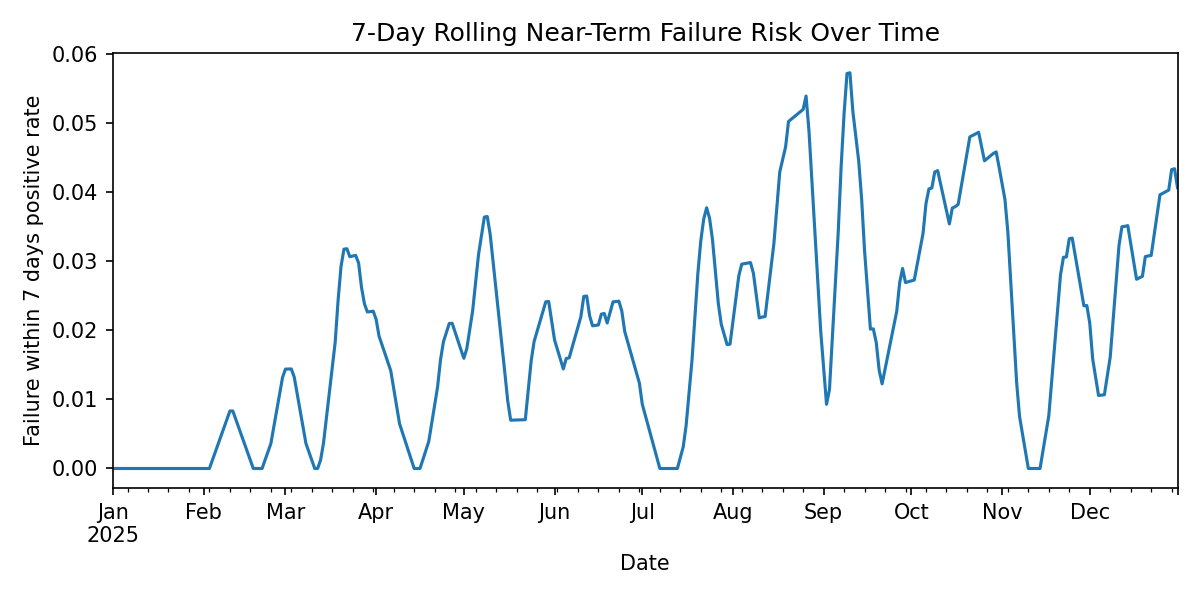 7-Day Rolling Near-Term Failure Risk Over Time
Failure within 7 days positive rate
0.06
0.05
0.04
0.03
0.02
0.01
0.00
Jan Feb Mar Apr May Jun Jul Aug Sep Oct Nov Dec
2025
Date